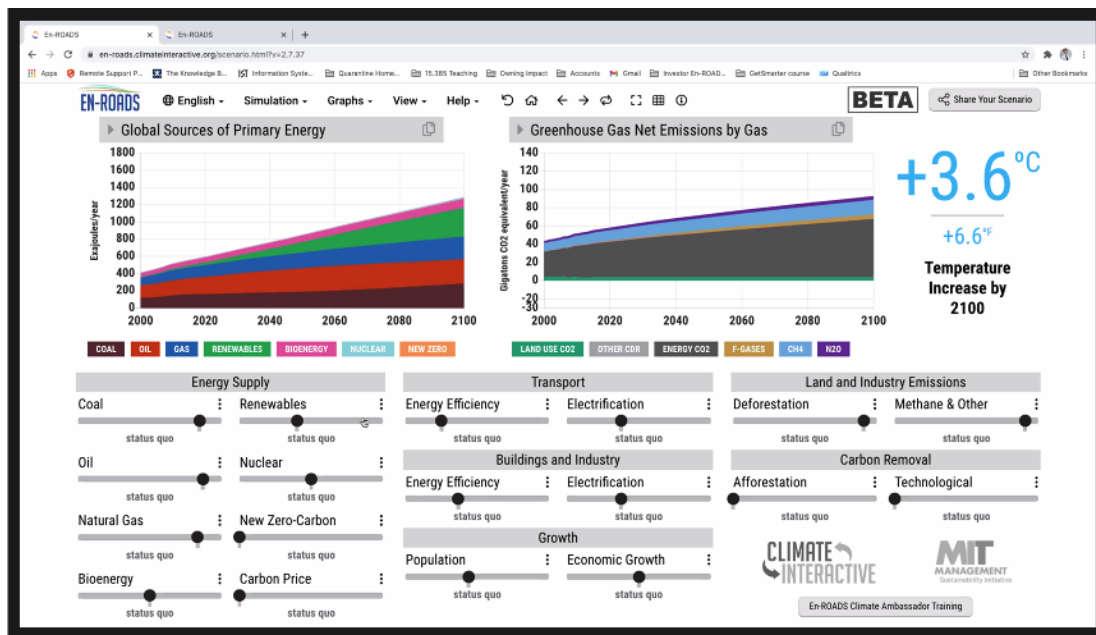 En-ROADS
En-ROADS
en-roads.climateinteractive.org/scenario.html?v=2.7.37
Apps Remote Support P... The Knowledge B... Information Syste... Quarantine Home... 15.385 Teaching Owning Impact Accounts Gmail Investor En-ROAD... GetSmarter course Qualtrics Other Bookmarks
EN-ROADS English Simulation Graphs View Help BETA Share Your Scenario
Global Sources of Primary Energy
1800
1600
1400
1200
1000
800
600
400
200
0
Exajoules/year
2000 2020 2040 2060 2080 2100
COAL OIL GAS RENEWABLES BIOENERGY NUCLEAR NEW ZERO
Greenhouse Gas Net Emissions by Gas
140
120
100
80
60
40
20
0
-20
-30
Gigatons CO2 equivalent/year
2000 2020 2040 2060 2080 2100
LAND USE CO2 OTHER CDR ENERGY CO2 F-GASES CH4 N2O
+3.6°C
+6.6°F
Temperature
Increase by
2100
Energy Supply
Coal Renewables
status quo status quo
Oil Nuclear
status quo status quo
Natural Gas New Zero-Carbon
status quo status quo
Bioenergy Carbon Price
status quo status quo
Transport
Energy Efficiency Electrification
status quo status quo
Buildings and Industry
Energy Efficiency Electrification
status quo status quo
Growth
Population Economic Growth
status quo status quo
Land and Industry Emissions
Deforestation Methane & Other
status quo status quo
Carbon Removal
Afforestation Technological
status quo status quo
CLIMATE
INTERACTIVE
MIT
MANAGEMENT
Sustainability Initiative
En-ROADS Climate Ambassador Training